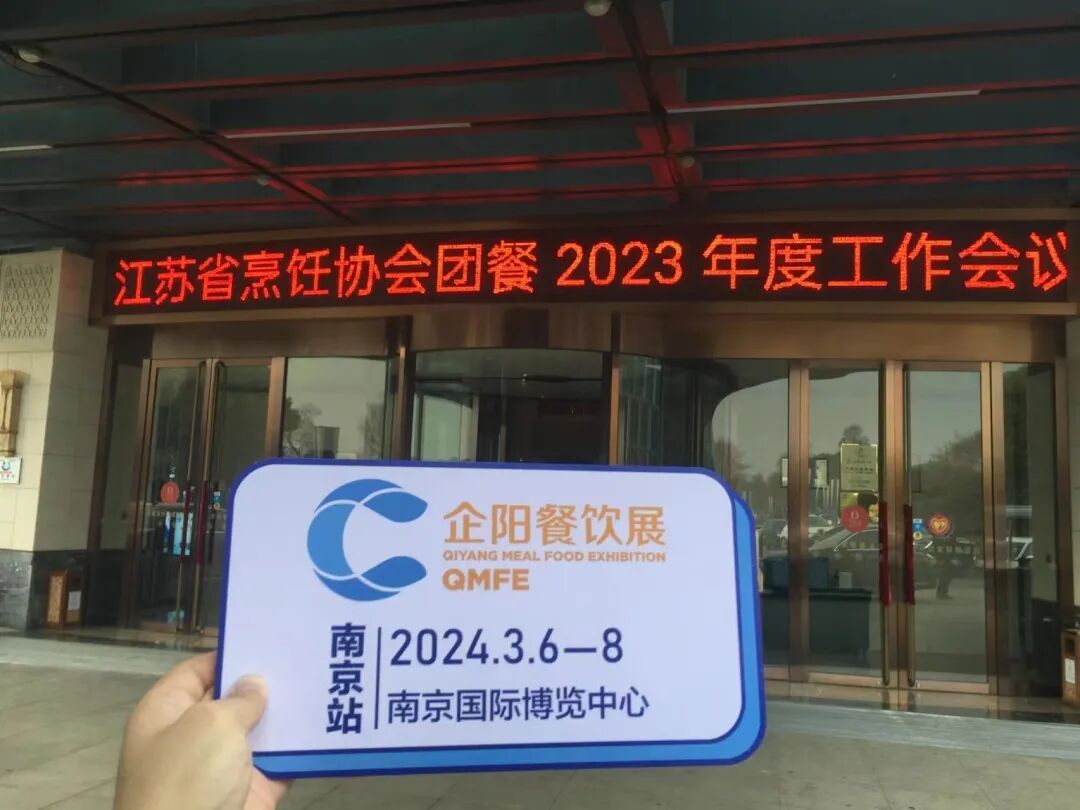 江苏省烹饪协会团餐 2023 年度工作会议
企阳餐饮展
QIYANG MEAL FOOD EXHIBITION
QMFE
南京站
2024.3.6—8
南京国际博览中心